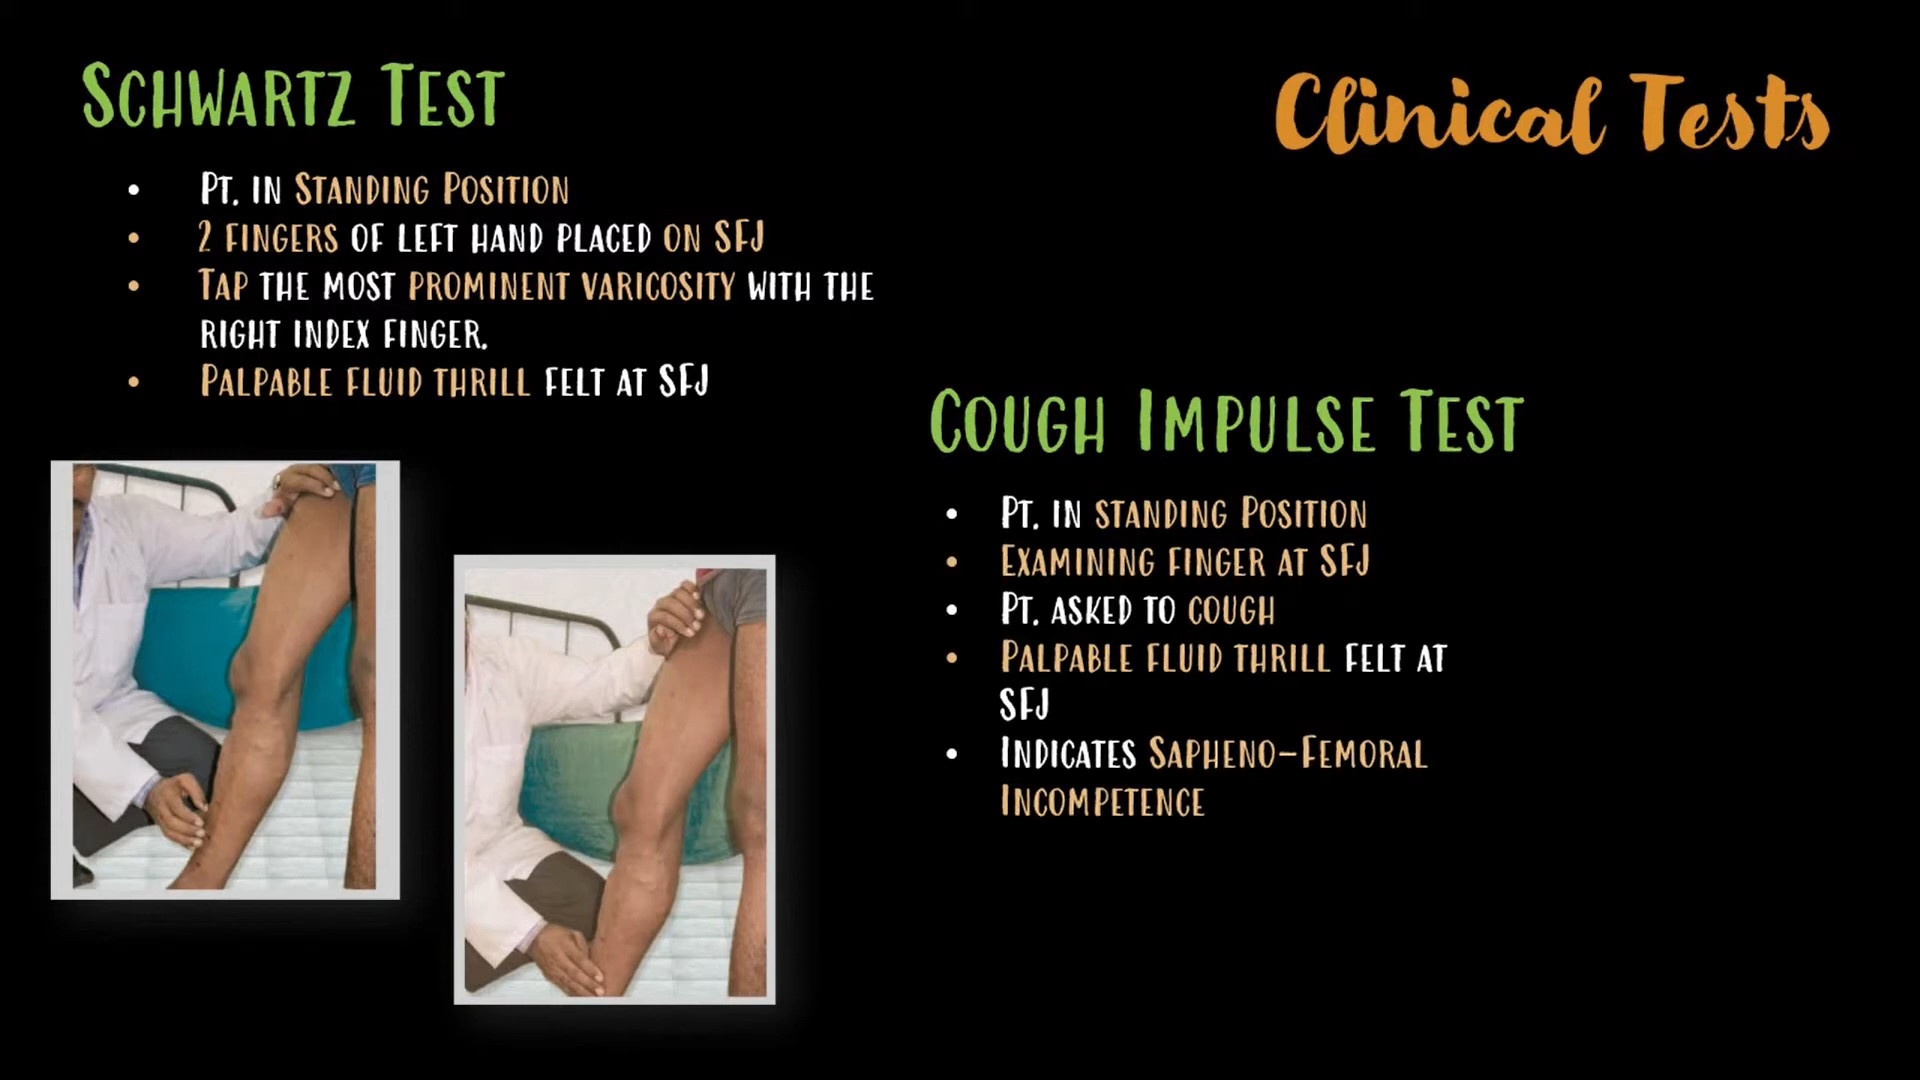 Schwartz Test
Clinical Tests
• Pt. in Standing Position
• 2 fingers of left hand placed on SFJ
• Tap the most prominent varicosity with the
right index finger.
• Palpable fluid thrill felt at SFJ
Cough Impulse Test
• Pt. in standing Position
• Examining finger at SFJ
• Pt. asked to cough
• Palpable fluid thrill felt at
SFJ
• Indicates Sapheno-Femoral
Incompetence